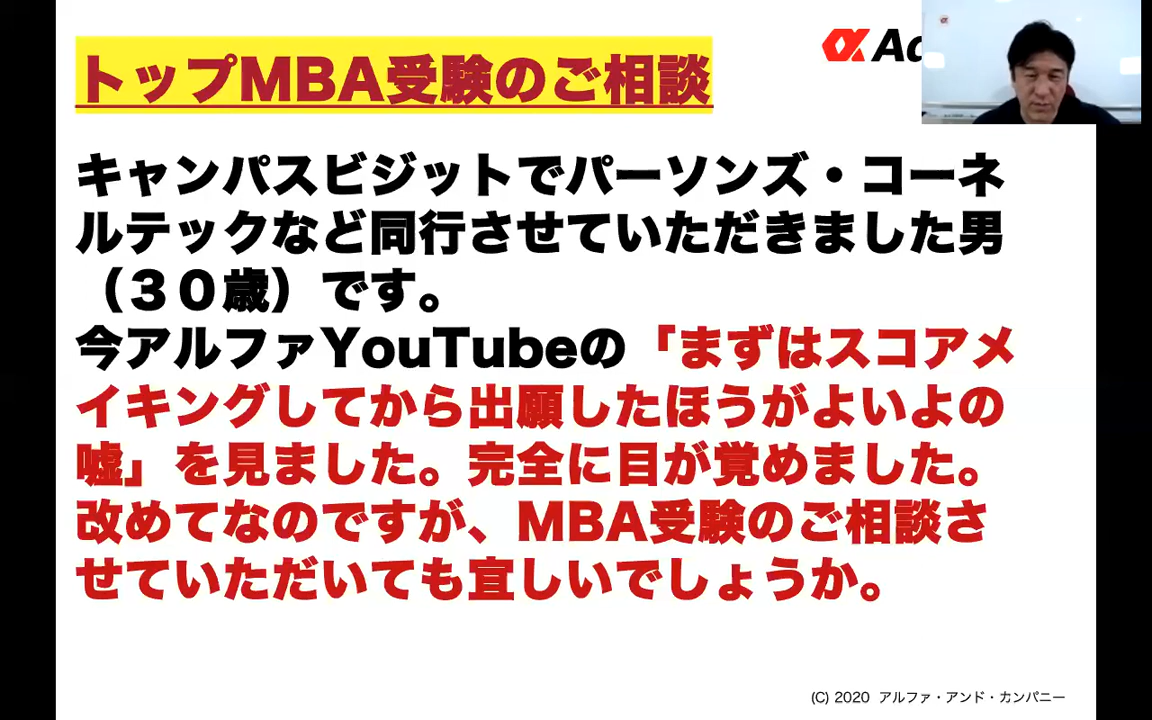 トップMBA受験のご相談
キャンパスビジットでパーソンズ・コーネ
ルテックなど同行させていただきました男
（３０歳）です。
今アルファYouTubeの「まずはスコアメ
イキングしてから出願したほうがよいよの
嘘」を見ました。完全に目が覚めました。
改めてなのですが、MBA受験のご相談さ
せていただいても宜しいでしょうか。
(C) 2020 アルファ・アンド・カンパニー